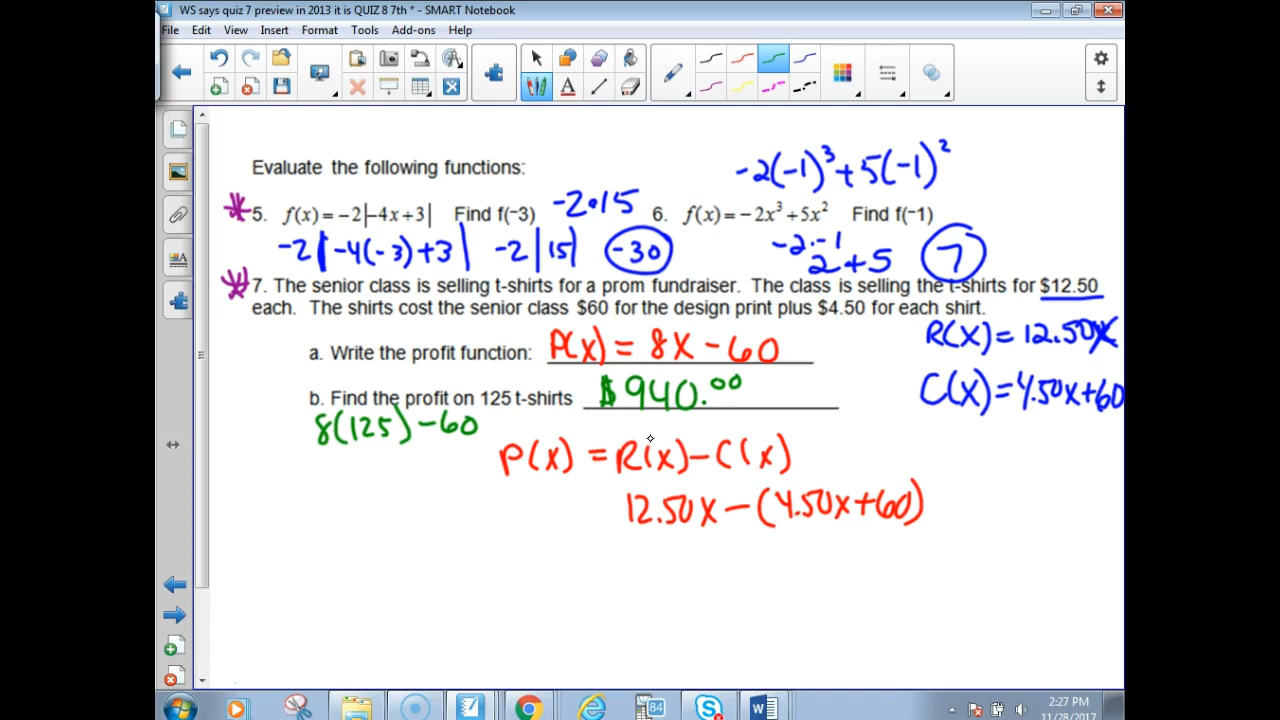 WS says quiz 7 preview in 2013 it is QUIZ 8 7th * - SMART Notebook
File Edit View Insert Format Tools Add-ons Help
Evaluate the following functions:
-2(-1)³+5(-1)²
5. f(x) = -2|-4x+3| Find f(-3) -2•15
6. f(x) = -2x³+5x² Find f(-1)
-2|-4(-3)+3| -2|15| -30
-2·-1
2+5 7
7. The senior class is selling t-shirts for a prom fundraiser. The class is selling the t-shirts for $12.50
each. The shirts cost the senior class $60 for the design print plus $4.50 for each shirt.
R(x)=12.50x
a. Write the profit function: P(x) = 8x - 60
C(x)=4.50x+60
b. Find the profit on 125 t-shirts $940.00
8(125)-60
P(x) = R(x)-C(x)
12.50x-(4.50x+60)
84
2:27 PM
11/28/2017